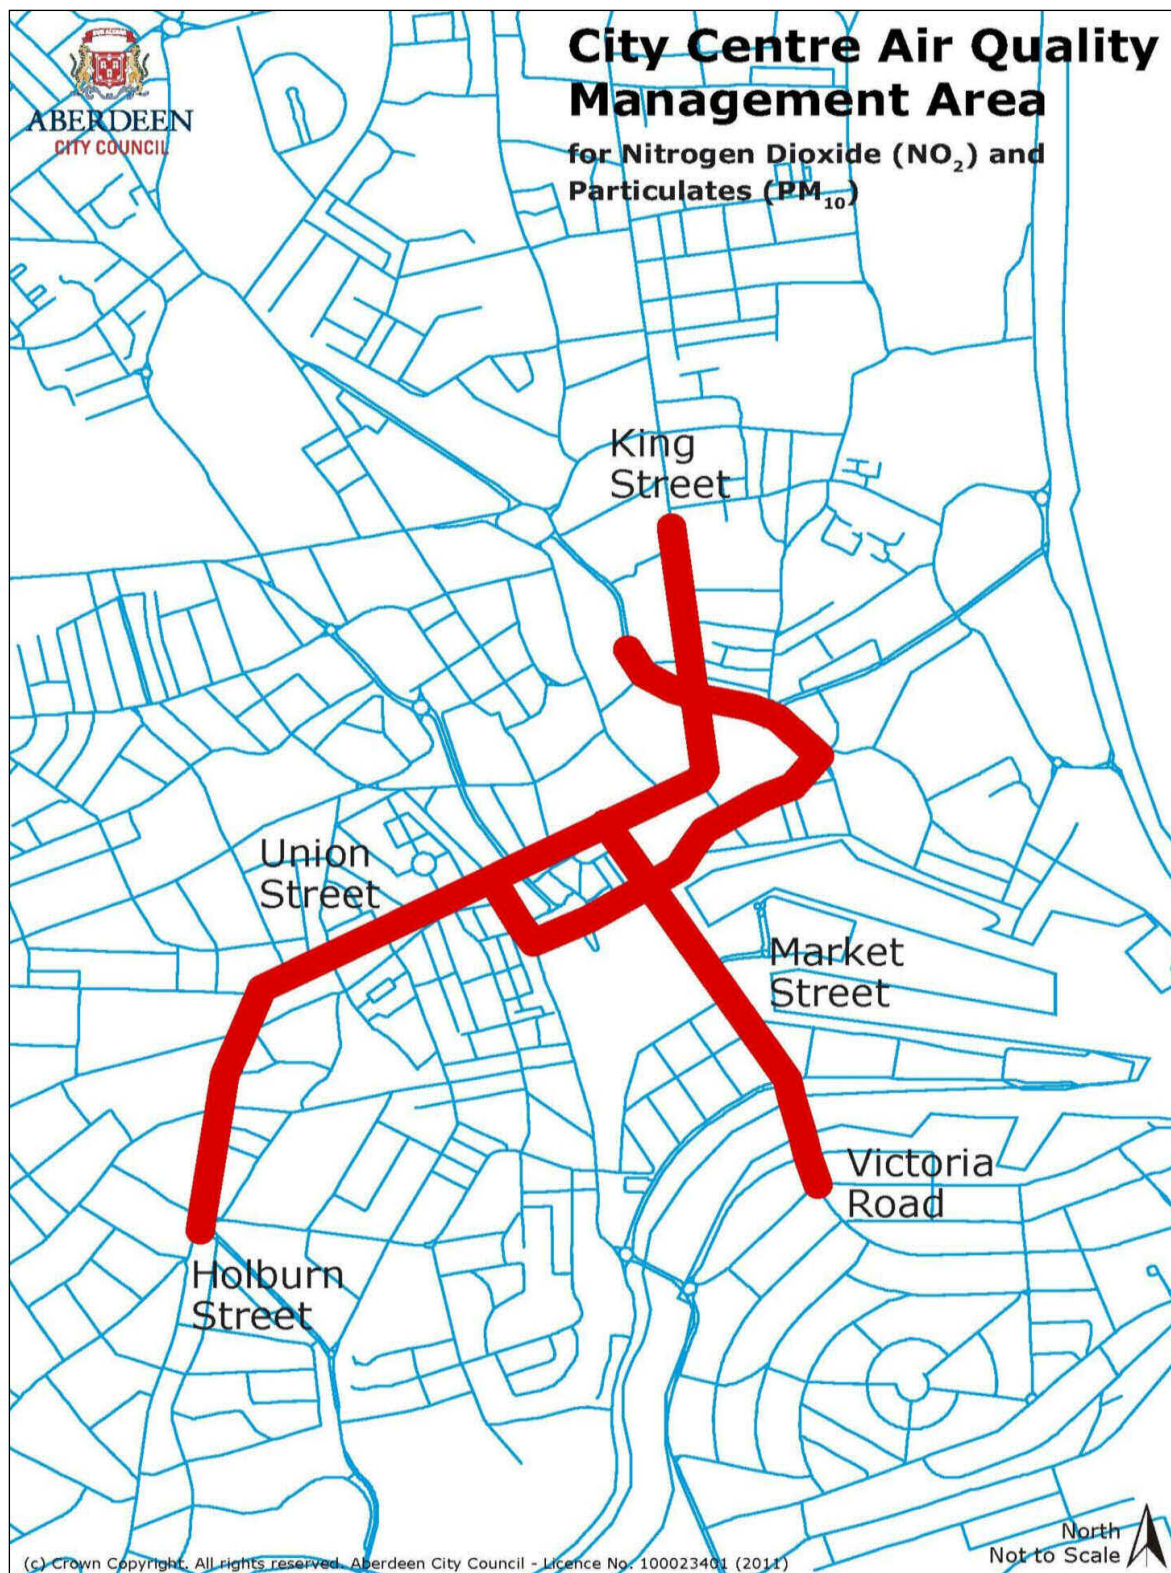 ABERDEEN
CITY COUNCIL
City Centre Air Quality
Management Area
for Nitrogen Dioxide (NO₂) and
Particulates (PM₁₀)
King
Street
Union
Street
Market
Street
Victoria
Road
Holburn
Street
North
Not to Scale
(c) Crown Copyright. All rights reserved. Aberdeen City Council - Licence No. 100023401 (2011)